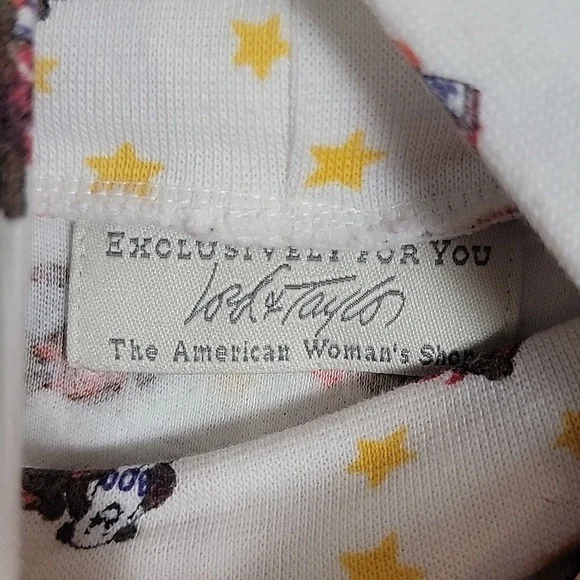 Exclusively For You
Lord & Taylor
The American Woman's Shop